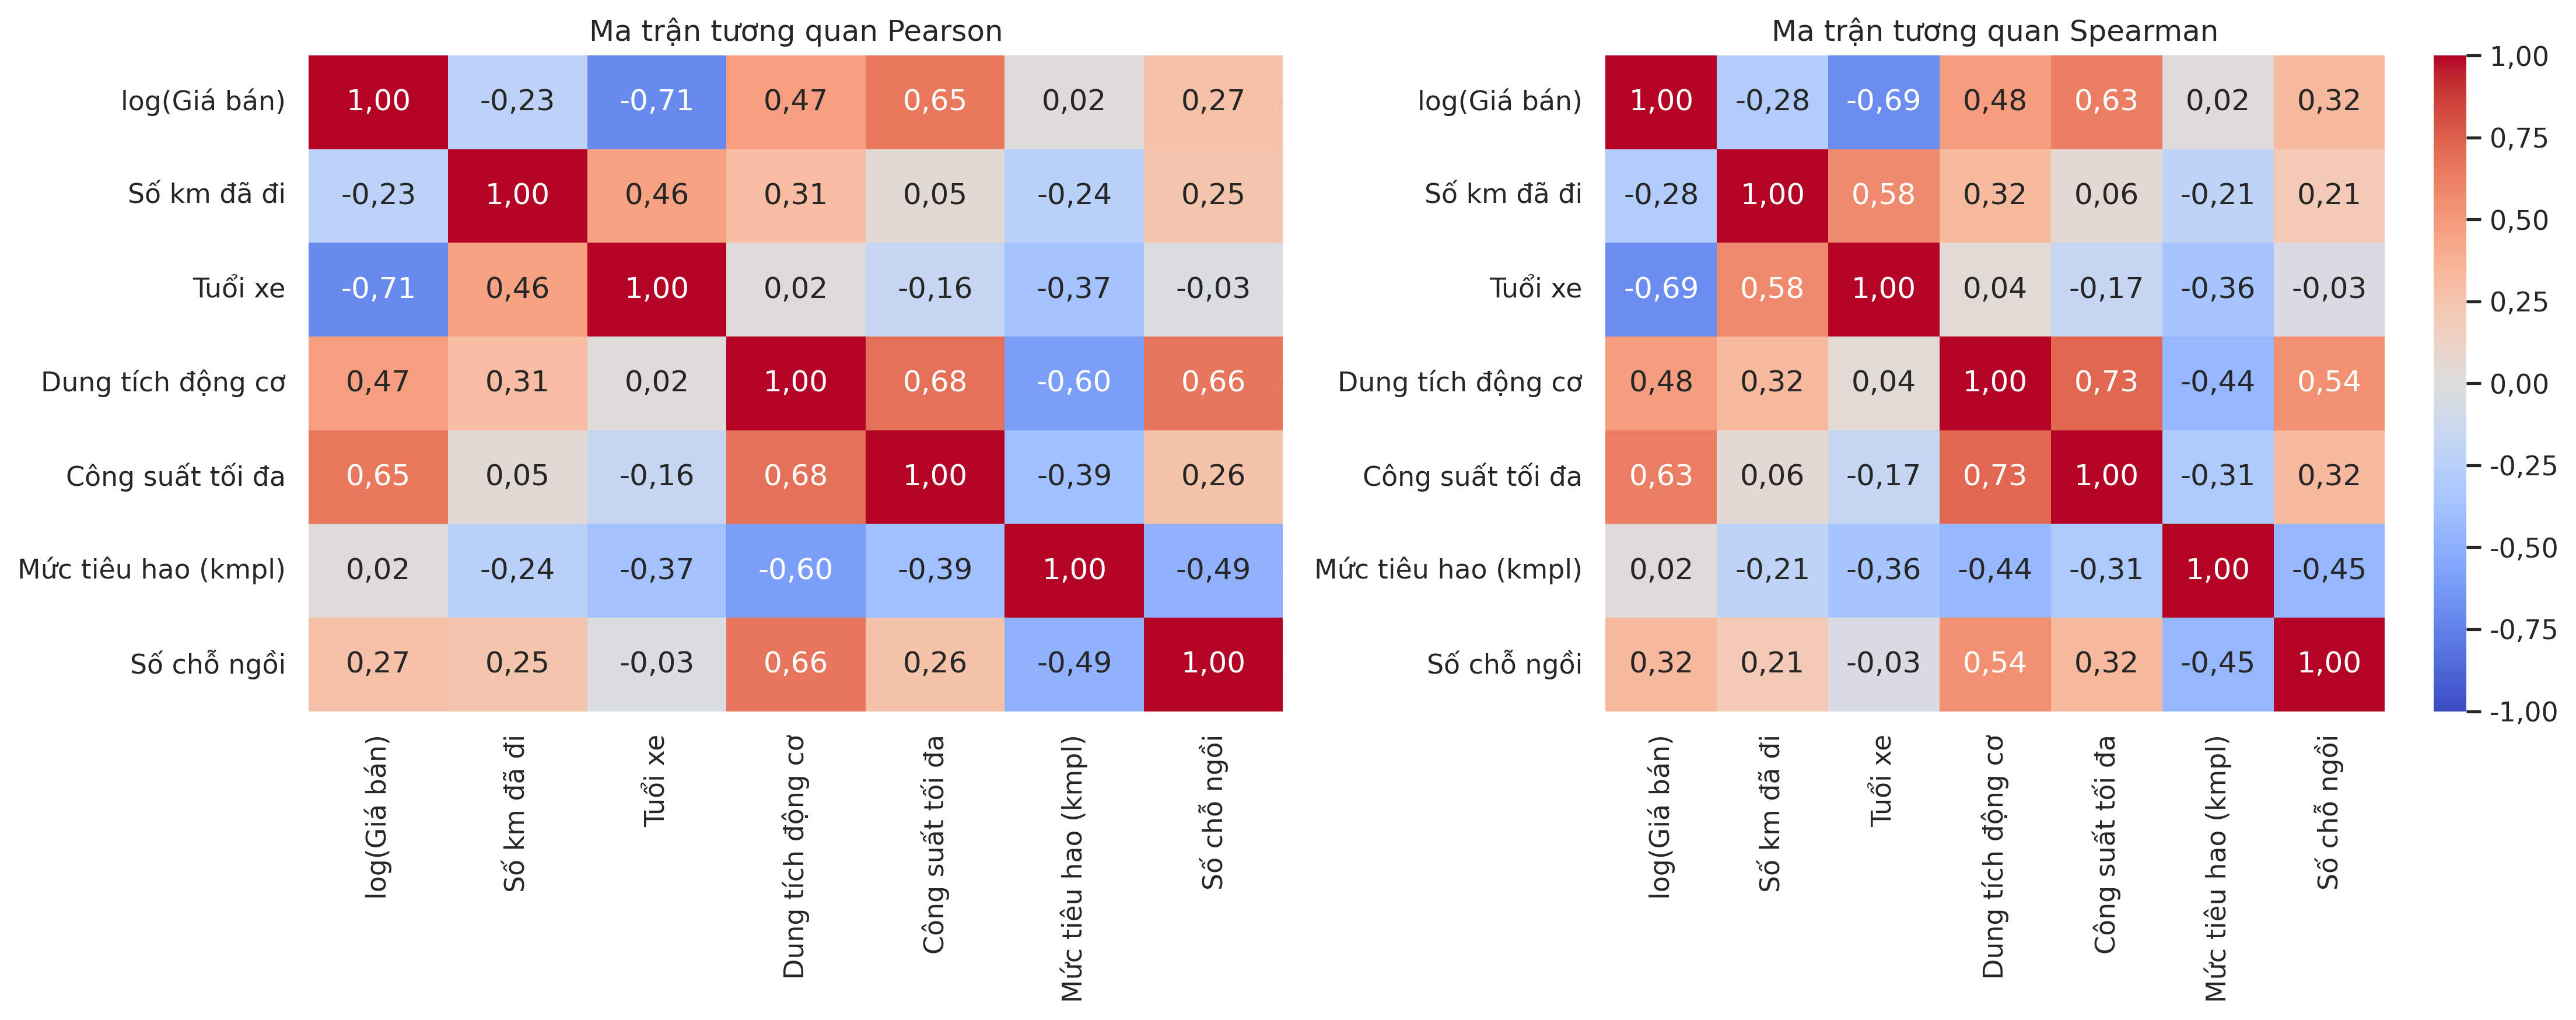 Ma trận tương quan Pearson
log(Giá bán) 1,00 -0,23 -0,71 0,47 0,65 0,02 0,27
Số km đã đi -0,23 1,00 0,46 0,31 0,05 -0,24 0,25
Tuổi xe -0,71 0,46 1,00 0,02 -0,16 -0,37 -0,03
Dung tích động cơ 0,47 0,31 0,02 1,00 0,68 -0,60 0,66
Công suất tối đa 0,65 0,05 -0,16 0,68 1,00 -0,39 0,26
Mức tiêu hao (kmpl) 0,02 -0,24 -0,37 -0,60 -0,39 1,00 -0,49
Số chỗ ngồi 0,27 0,25 -0,03 0,66 0,26 -0,49 1,00
log(Giá bán)
Số km đã đi
Tuổi xe
Dung tích động cơ
Công suất tối đa
Mức tiêu hao (kmpl)
Số chỗ ngồi
Ma trận tương quan Spearman
log(Giá bán) 1,00 -0,28 -0,69 0,48 0,63 0,02 0,32
Số km đã đi -0,28 1,00 0,58 0,32 0,06 -0,21 0,21
Tuổi xe -0,69 0,58 1,00 0,04 -0,17 -0,36 -0,03
Dung tích động cơ 0,48 0,32 0,04 1,00 0,73 -0,44 0,54
Công suất tối đa 0,63 0,06 -0,17 0,73 1,00 -0,31 0,32
Mức tiêu hao (kmpl) 0,02 -0,21 -0,36 -0,44 -0,31 1,00 -0,45
Số chỗ ngồi 0,32 0,21 -0,03 0,54 0,32 -0,45 1,00
log(Giá bán)
Số km đã đi
Tuổi xe
Dung tích động cơ
Công suất tối đa
Mức tiêu hao (kmpl)
Số chỗ ngồi
1,00
0,75
0,50
0,25
0,00
-0,25
-0,50
-0,75
-1,00